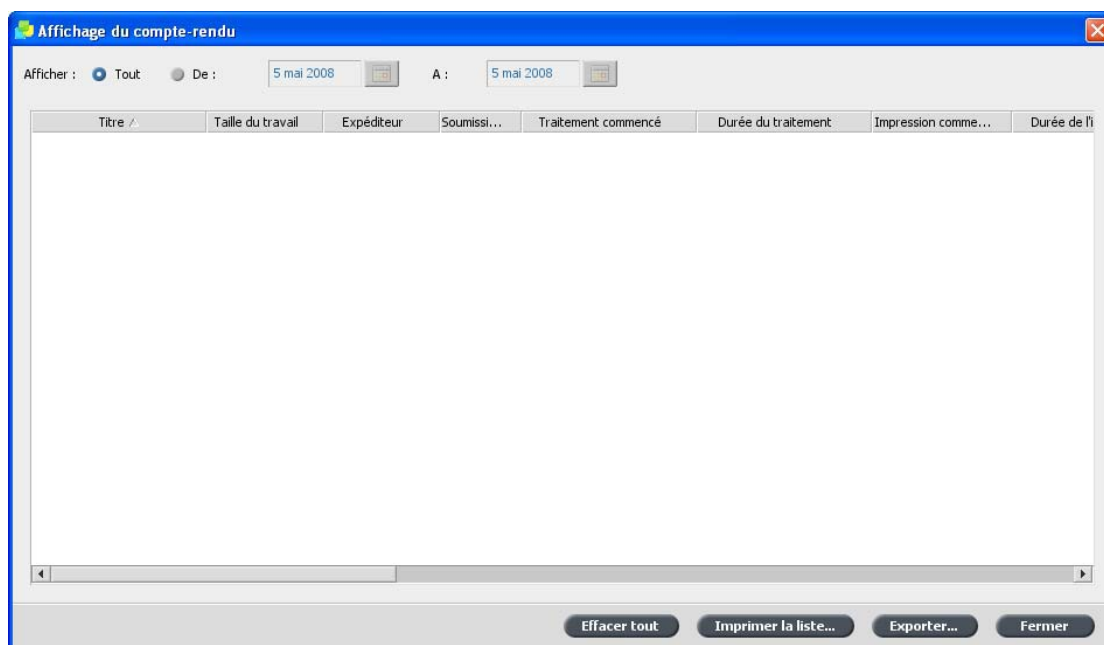 Affichage du compte-rendu
Afficher : Tout De : 5 mai 2008 A : 5 mai 2008
Titre Taille du travail Expéditeur Soumissi... Traitement commencé Durée du traitement Impression comme... Durée de l'i
Effacer tout Imprimer la liste... Exporter... Fermer